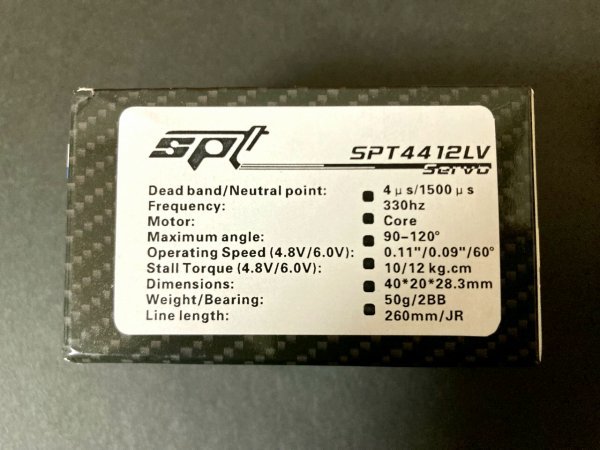 spt
SPT4412LV
Servo
Dead band/Neutral point: 4μs/1500μs
Frequency: 330hz
Motor: Core
Maximum angle: 90-120°
Operating Speed (4.8V/6.0V): 0.11"/0.09"/60°
Stall Torque (4.8V/6.0V): 10/12 kg.cm
Dimensions: 40*20*28.3mm
Weight/Bearing: 50g/2BB
Line length: 260mm/JR